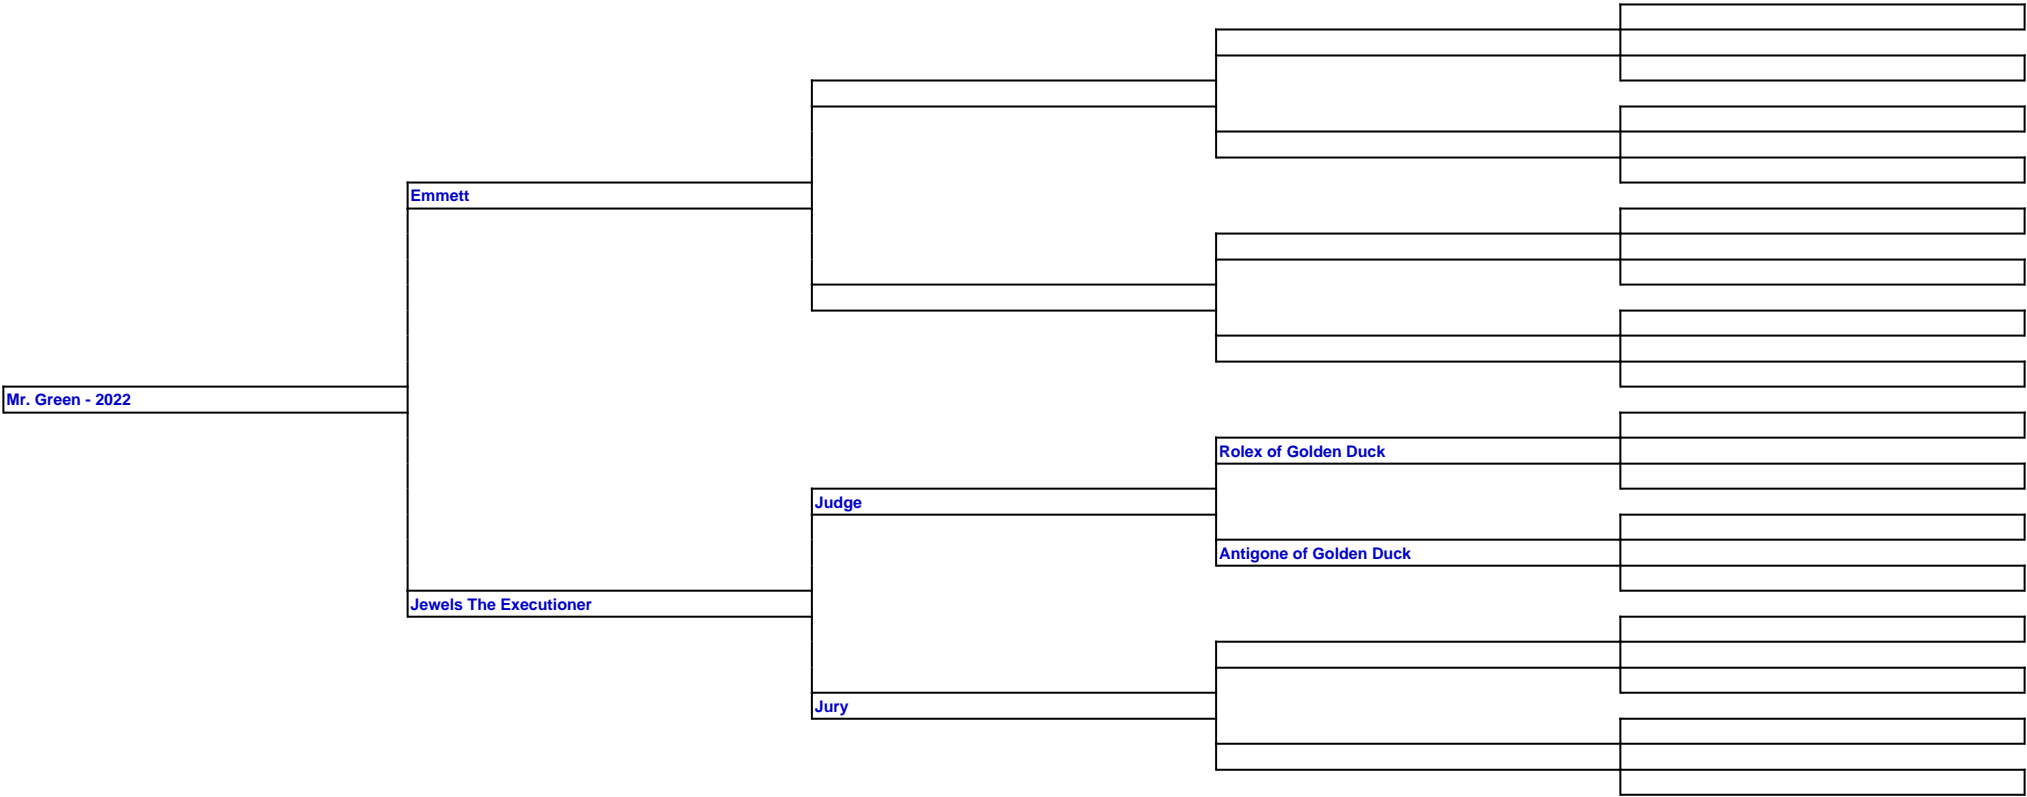 Emmett
Mr. Green - 2022
Rolex of Golden Duck
Judge
Antigone of Golden Duck
Jewels The Executioner
Jury